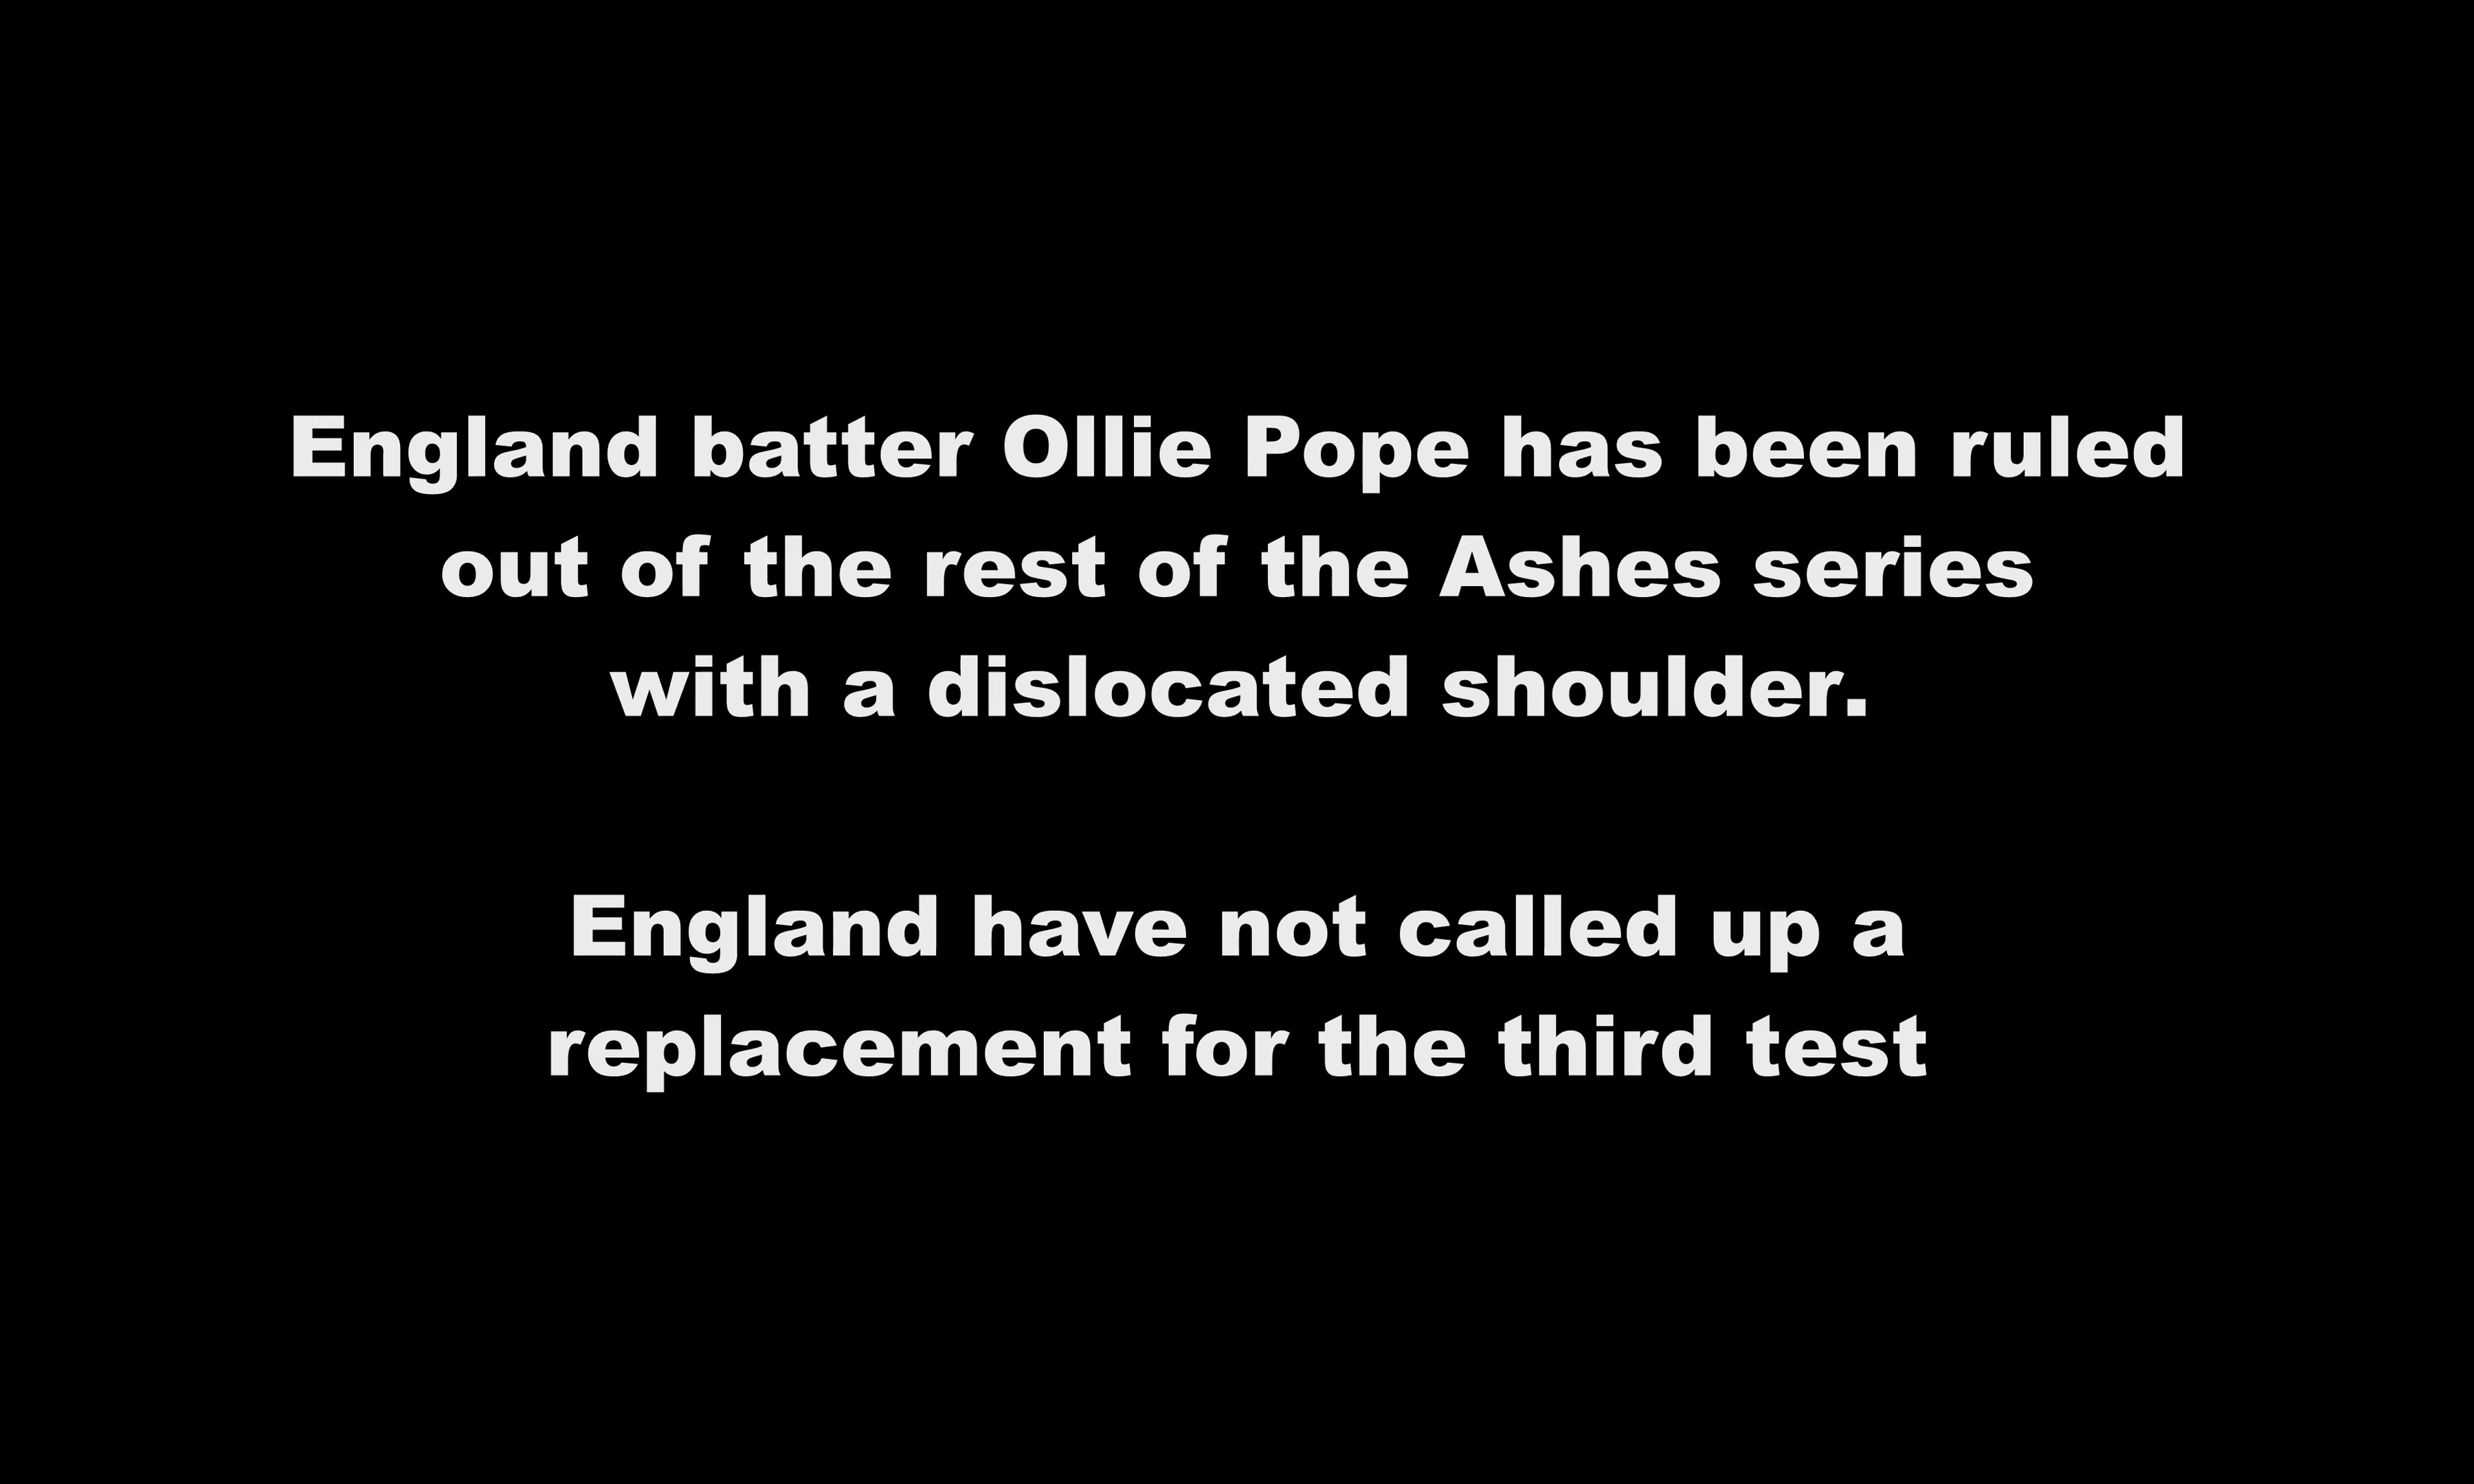 England batter Ollie Pope has been ruled
out of the rest of the Ashes series
with a dislocated shoulder.
England have not called up a
replacement for the third test